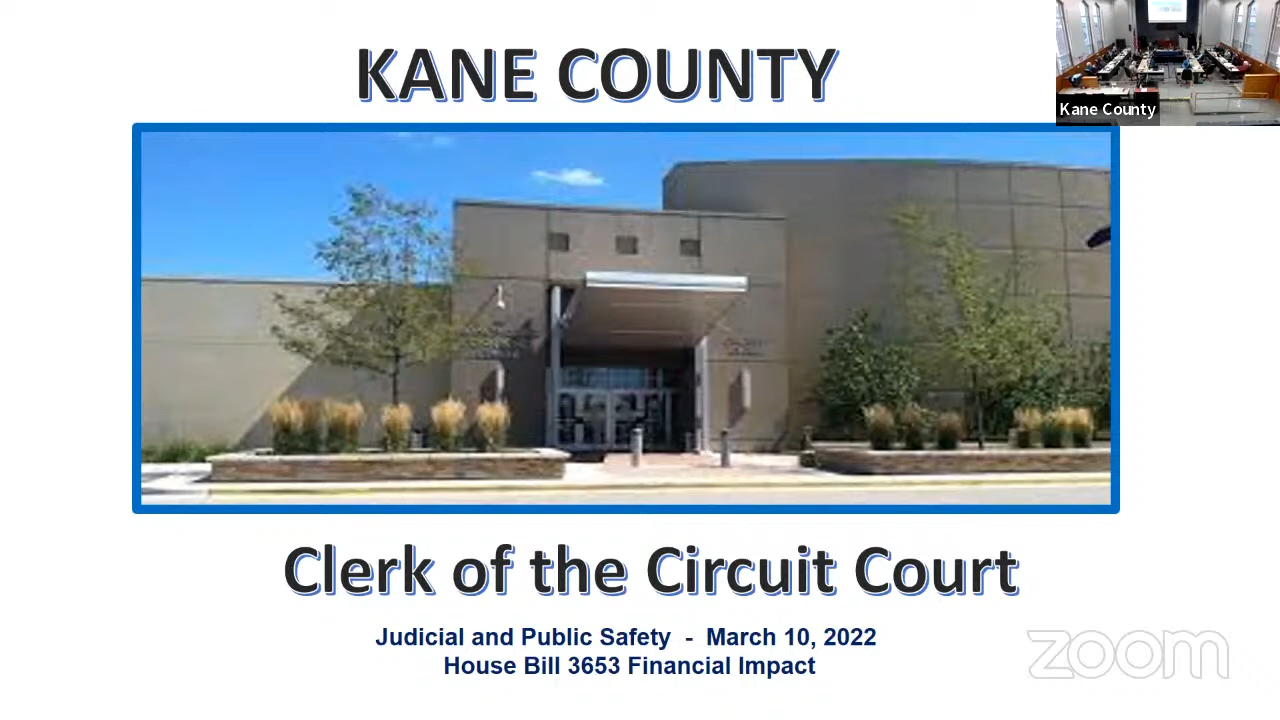 KANE COUNTY
Kane County
Clerk of the Circuit Court
Judicial and Public Safety - March 10, 2022
House Bill 3653 Financial Impact
zoom